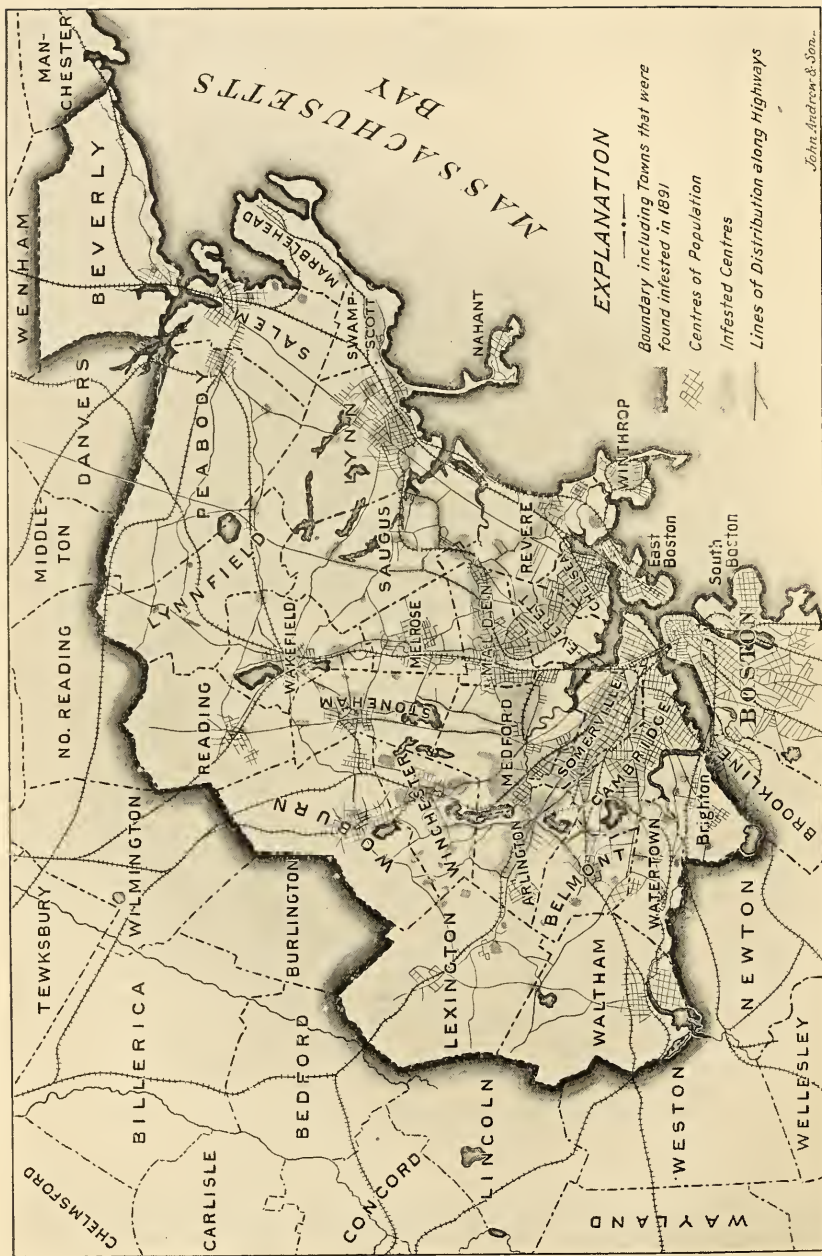 MAN-
CHESTER
WENHAM
BEVERLY
DANVERS
MIDDLE
TON
NO. READING
TEWKSBURY
WILMINGTON
BILLERICA
CHELMSFORD
CARLISLE
BEDFORD
BURLINGTON
CONCORD
LINCOLN
WAYLAND
WESTON
WELLESLEY
NEWTON
BROOKLINE
BOSTON
South
Boston
East
Boston
WINTHROP
REVERE
CHELSEA
EVERETT
MALDEN
MEDFORD
SOMERVILLE
CAMBRIDGE
Brighton
WATERTOWN
WALTHAM
BELMONT
ARLINGTON
LEXINGTON
WINCHESTER
WOBURN
STONEHAM
MELROSE
WAKEFIELD
READING
LYNNFIELD
SAUGUS
LYNN
PEABODY
SALEM
MARBLEHEAD
SWAMP-
SCOTT
NAHANT
MASSACHUSETTS
BAY
EXPLANATION
Boundary including Towns that were
found infested in 1891
Centres of Population
Infested Centres
Lines of Distribution along Highways
John Andrew & Son.